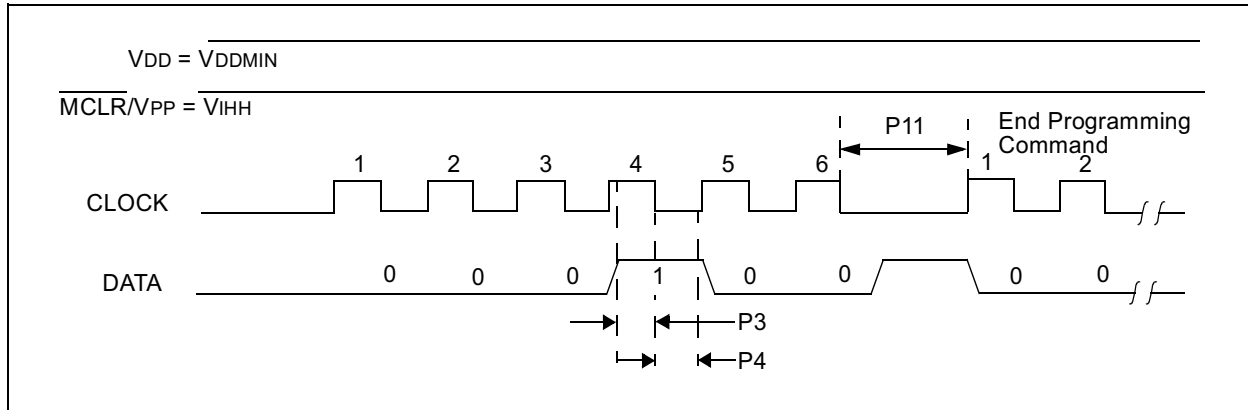 VDD = VDDMIN
MCLR/VPP = VIHH
P11
End Programming
Command
1 2 3 4 5 6 1 2
CLOCK
DATA
0 0 0 1 0 0 0 0
P3
P4